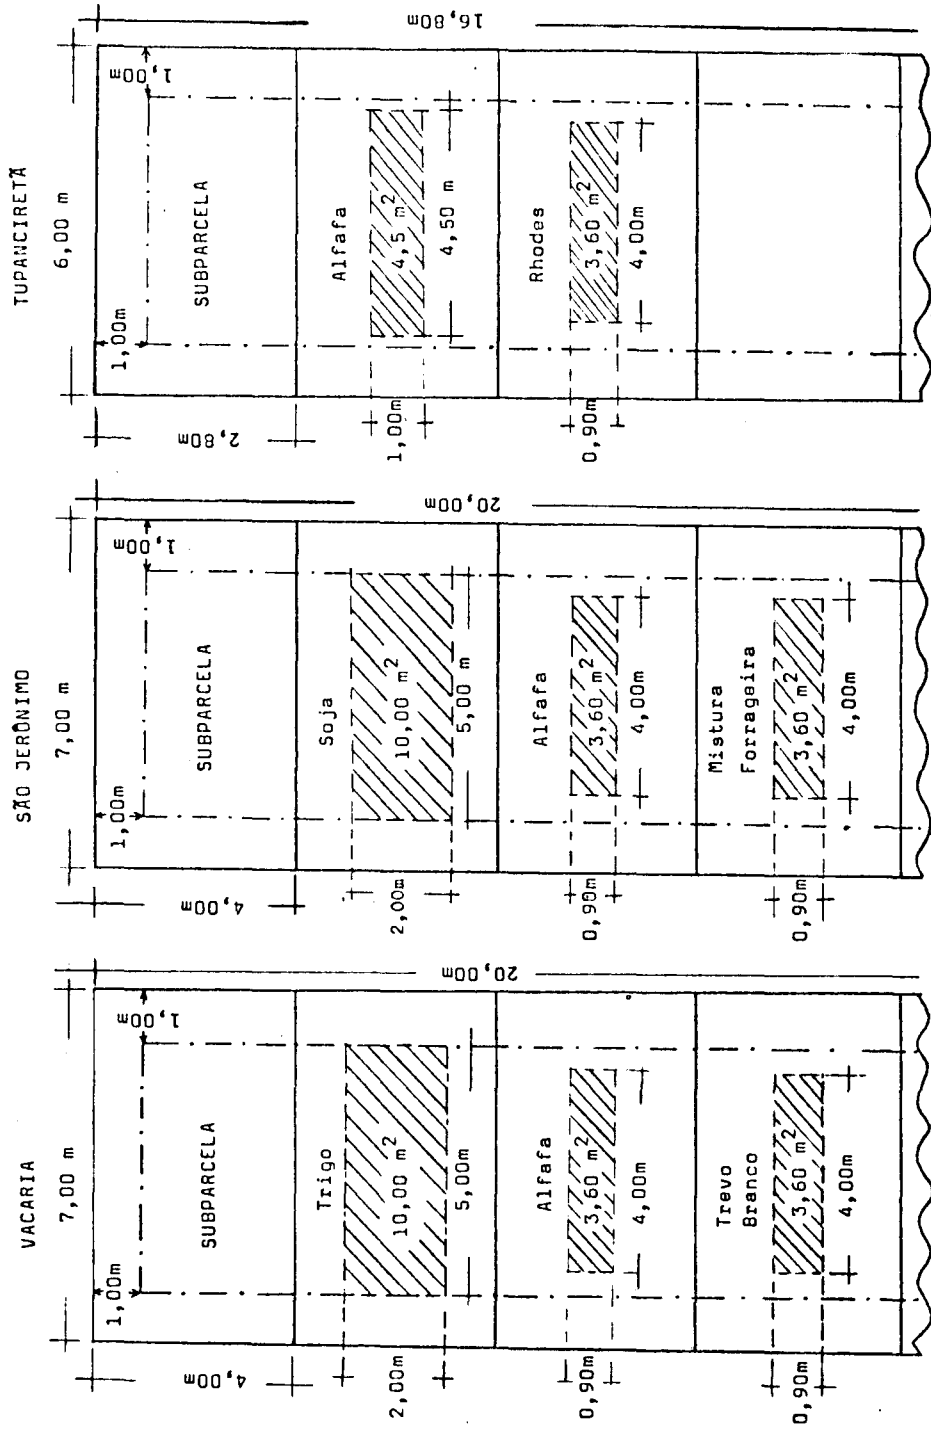 VACARIA
7,00 m
1,00m
1,00m
4,00m
20,00m
SUBPARCELA
Trigo
10,00 m²
5,00m
2,00m
Alfafa
3,60 m²
4,00m
0,90m
Trevo
Branco
3,60 m²
4,00m
0,90m
SÃO JERÔNIMO
7,00 m
1,00m
1,00m
4,00m
20,00m
SUBPARCELA
Soja
10,00 m²
5,00 m
2,00m
Alfafa
3,60 m²
4,00m
0,90m
Mistura
Forrageira
3,60 m²
4,00m
0,90m
TUPANCIRETÃ
6,00 m
1,00m
1,00m
2,80m
16,80m
SUBPARCELA
Alfafa
4,5 m²
4,50 m
1,00m
Rhodes
3,60 m²
4,00m
0,90m